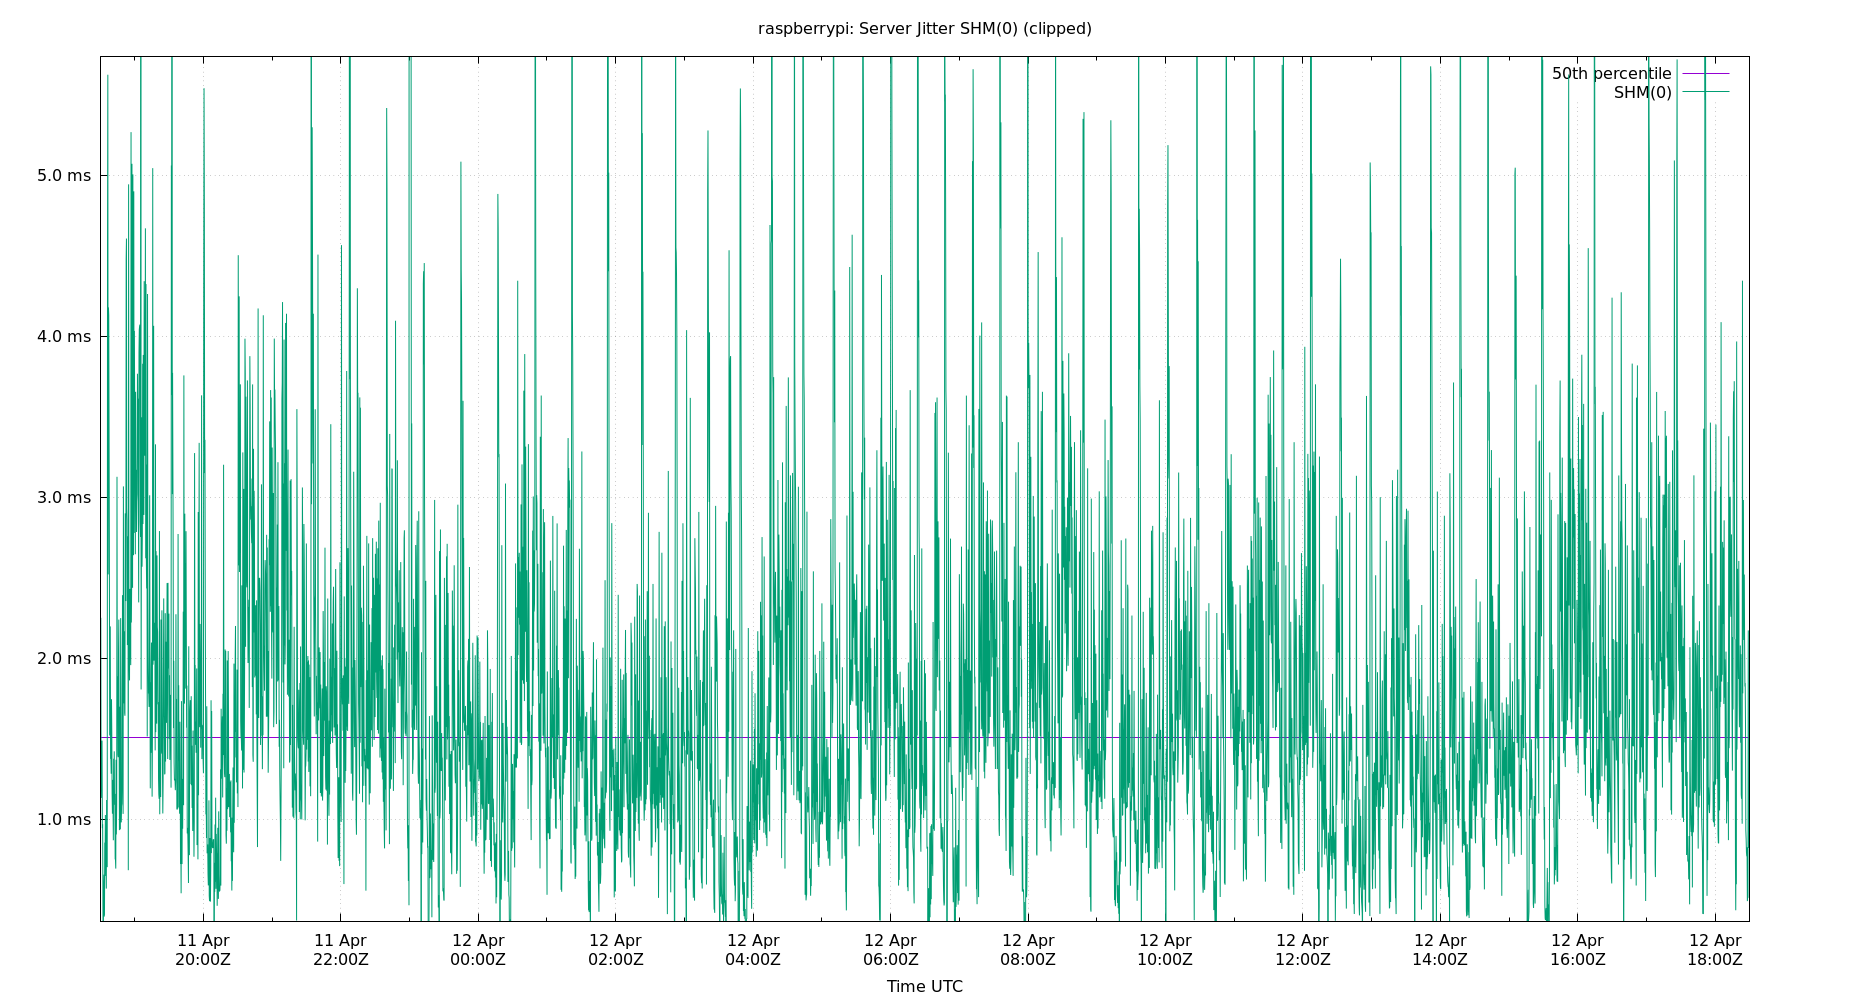 raspberrypi: Server Jitter SHM(0) (clipped)
50th percentile
SHM(0)
5.0 ms
4.0 ms
3.0 ms
2.0 ms
1.0 ms
11 Apr 11 Apr 12 Apr 12 Apr 12 Apr 12 Apr 12 Apr 12 Apr 12 Apr 12 Apr 12 Apr 12 Apr
20:00Z 22:00Z 00:00Z 02:00Z 04:00Z 06:00Z 08:00Z 10:00Z 12:00Z 14:00Z 16:00Z 18:00Z
Time UTC